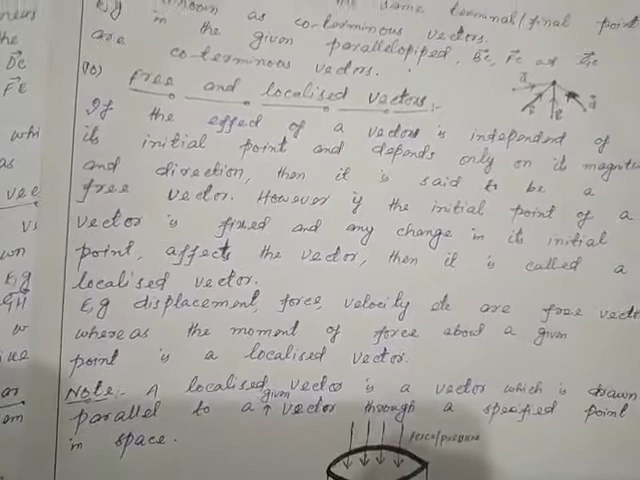 same terminal/final point
known as co-terminous vectors.
E,g in the given parallelopiped, BC, FC and GC
are co-terminous vectors.
(10) Free and localised vectors:-
If the effect of a vectors is independent of
its initial point and depends only on its magnitu
and direction, then it is said to be a
free vector. However if the initial point of a
vector is fixed and any change in its initial
point, affects the vector, then it is called a
localised vector.
E,g displacement, force, velocity etc are free vecto
where as the moment of force about a given
point is a localised vector.
Note:- A localised vector is a vector which is drawn
parallel to a given vector through a specified point
in space.
force/pressure